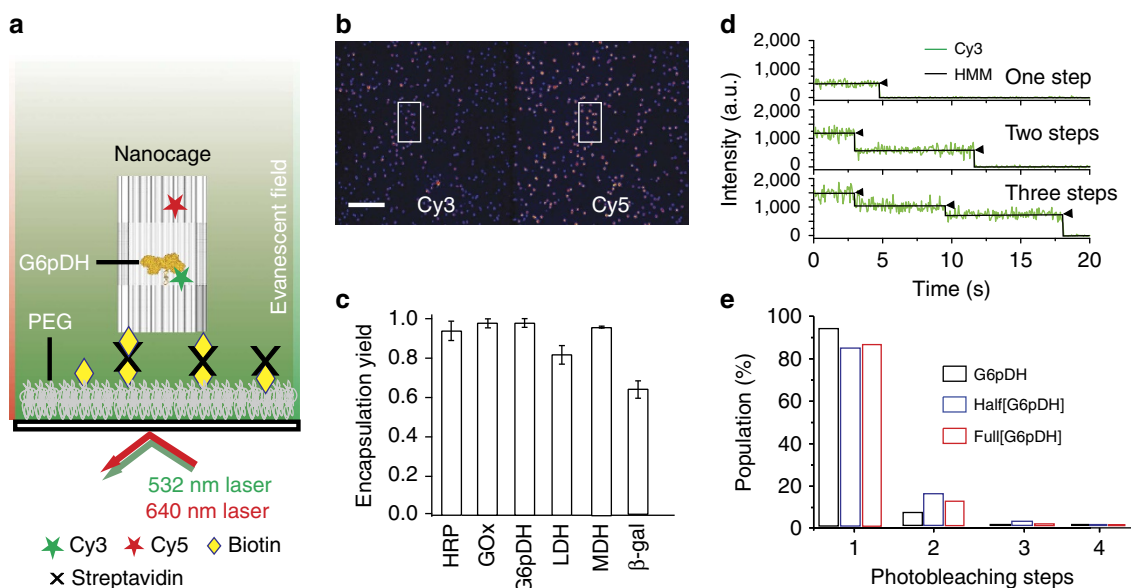 a
Nanocage
G6pDH
PEG
Evanescent field
532 nm laser
640 nm laser
Cy3 Cy5 Biotin
Streptavidin
b
Cy3 Cy5
c
Encapsulation yield
1.0
0.8
0.6
0.4
0.2
0.0
HRP
GOx
G6pDH
LDH
MDH
β-gal
d
Intensity (a.u.)
2,000
1,000
0
2,000
1,000
0
2,000
1,000
0
Cy3
HMM
One step
Two steps
Three steps
0 5 10 15 20
Time (s)
e
Population (%)
100
80
60
40
20
0
G6pDH
Half[G6pDH]
Full[G6pDH]
1 2 3 4
Photobleaching steps